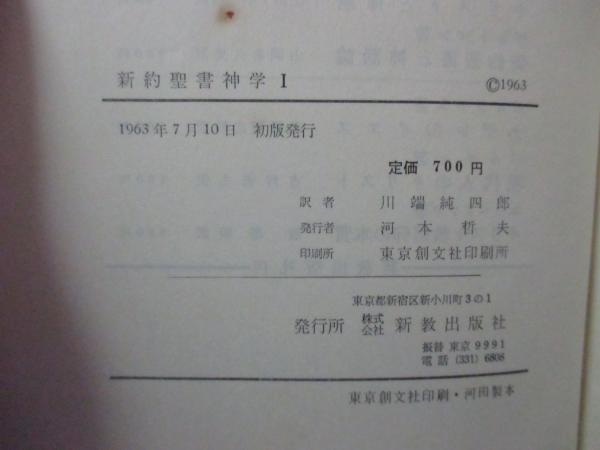 新約聖書神学 I ©1963
1963年7月10日 初版発行
定価 700円
訳者 川端純四郎
発行者 河本哲夫
印刷所 東京創文社印刷所
東京都新宿区新小川町3の1
発行所 株式会社 新教出版社
振替 東京 9991
電話 (331) 6808
東京創文社印刷・河田製本